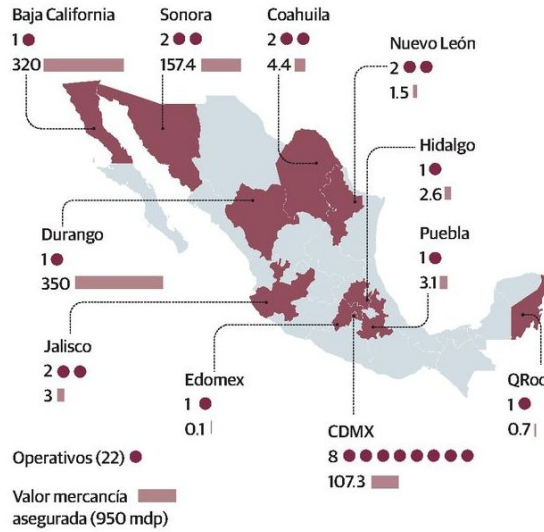 Baja California
1
320
Sonora
2
157.4
Coahuila
2
4.4
Nuevo León
2
1.5
Hidalgo
1
2.6
Durango
1
350
Puebla
1
3.1
Jalisco
2
3
Edomex
1
0.1
CDMX
8
107.3
QRoo
1
0.7
Operativos (22)
Valor mercancía
asegurada (950 mdp)